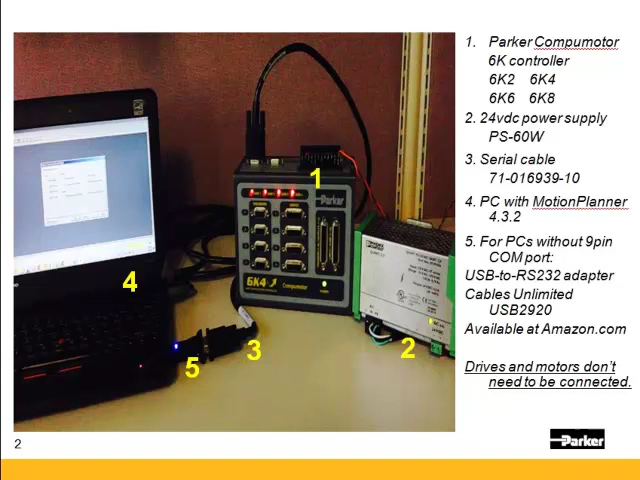 1. Parker Compumotor
6K controller
6K2 6K4
6K6 6K8
2. 24vdc power supply
PS-60W
3. Serial cable
71-016939-10
4. PC with MotionPlanner
4.3.2
5. For PCs without 9pin
COM port:
USB-to-RS232 adapter
Cables Unlimited
USB2920
Available at Amazon.com
Drives and motors don't
need to be connected.
1
Parker
6K4
Compumotor
4
5
3
2
2
Parker